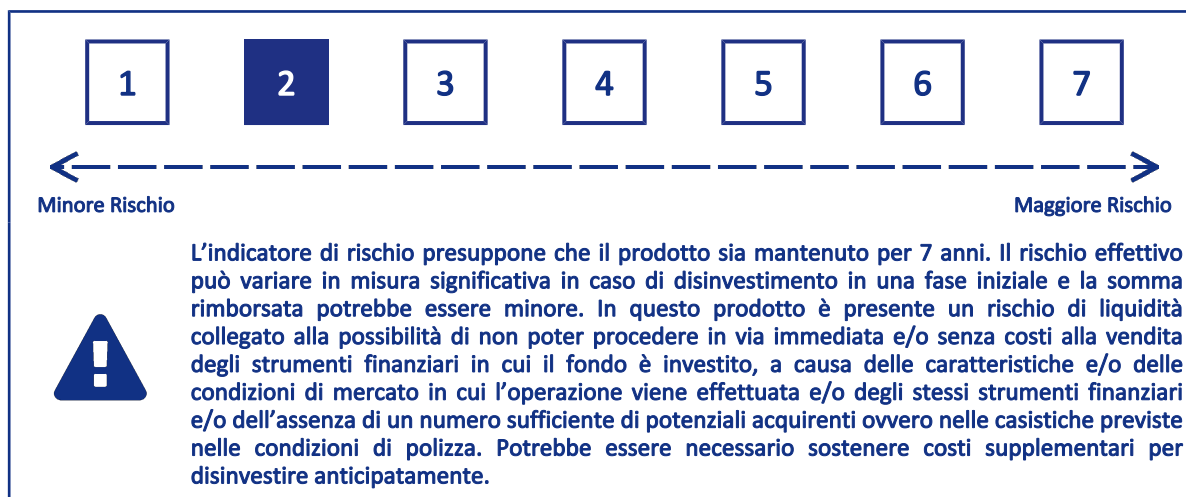 1 2 3 4 5 6 7
Minore Rischio Maggiore Rischio
L’indicatore di rischio presuppone che il prodotto sia mantenuto per 7 anni. Il rischio effettivo
può variare in misura significativa in caso di disinvestimento in una fase iniziale e la somma
rimborsata potrebbe essere minore. In questo prodotto è presente un rischio di liquidità
collegato alla possibilità di non poter procedere in via immediata e/o senza costi alla vendita
degli strumenti finanziari in cui il fondo è investito, a causa delle caratteristiche e/o delle
condizioni di mercato in cui l’operazione viene effettuata e/o degli stessi strumenti finanziari
e/o dell’assenza di un numero sufficiente di potenziali acquirenti ovvero nelle casistiche previste
nelle condizioni di polizza. Potrebbe essere necessario sostenere costi supplementari per
disinvestire anticipatamente.